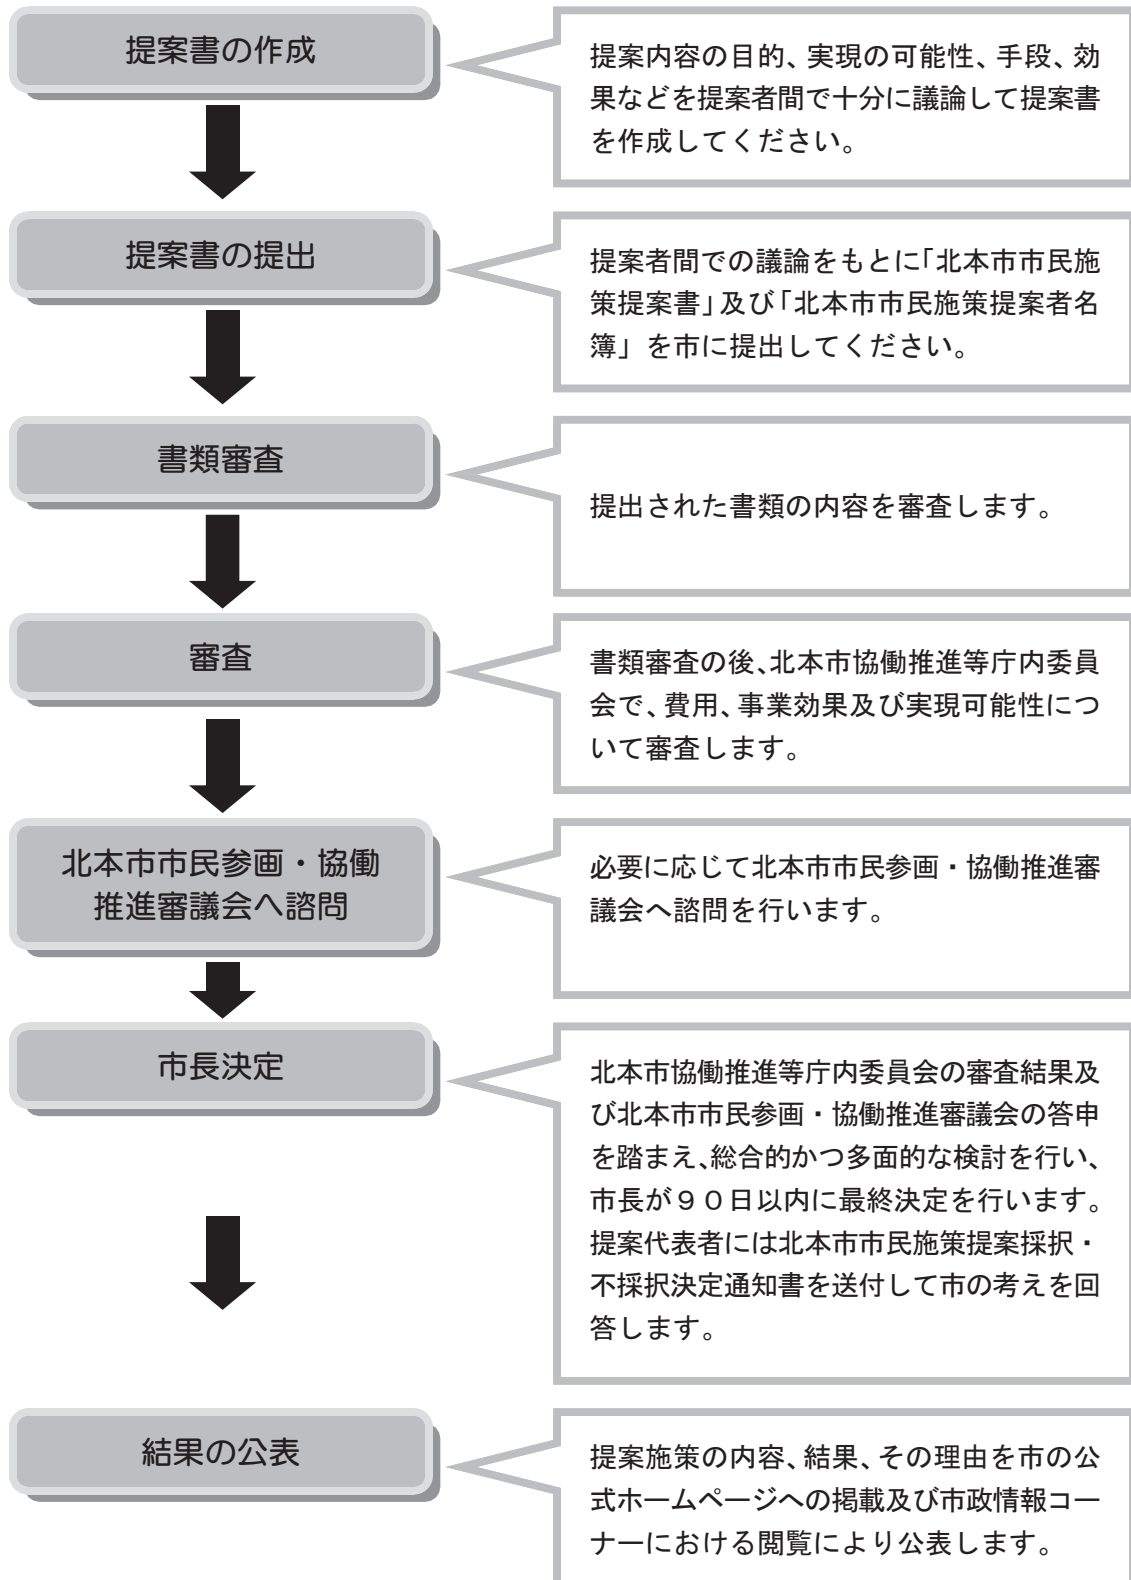 提案書の作成
提案内容の目的、実現の可能性、手段、効
果などを提案者間で十分に議論して提案書
を作成してください。
提案書の提出
提案者間での議論をもとに「北本市市民施
策提案書」及び「北本市市民施策提案者名
簿」を市に提出してください。
書類審査
提出された書類の内容を審査します。
審査
書類審査の後、北本市協働推進等庁内委員
会で、費用、事業効果及び実現可能性につ
いて審査します。
北本市市民参画・協働
推進審議会へ諮問
必要に応じて北本市市民参画・協働推進審
議会へ諮問を行います。
市長決定
北本市協働推進等庁内委員会の審査結果及
び北本市市民参画・協働推進審議会の答申
を踏まえ、総合的かつ多面的な検討を行い、
市長が９０日以内に最終決定を行います。
提案代表者には北本市市民施策提案採択・
不採択決定通知書を送付して市の考えを回
答します。
結果の公表
提案施策の内容、結果、その理由を市の公
式ホームページへの掲載及び市政情報コー
ナーにおける閲覧により公表します。